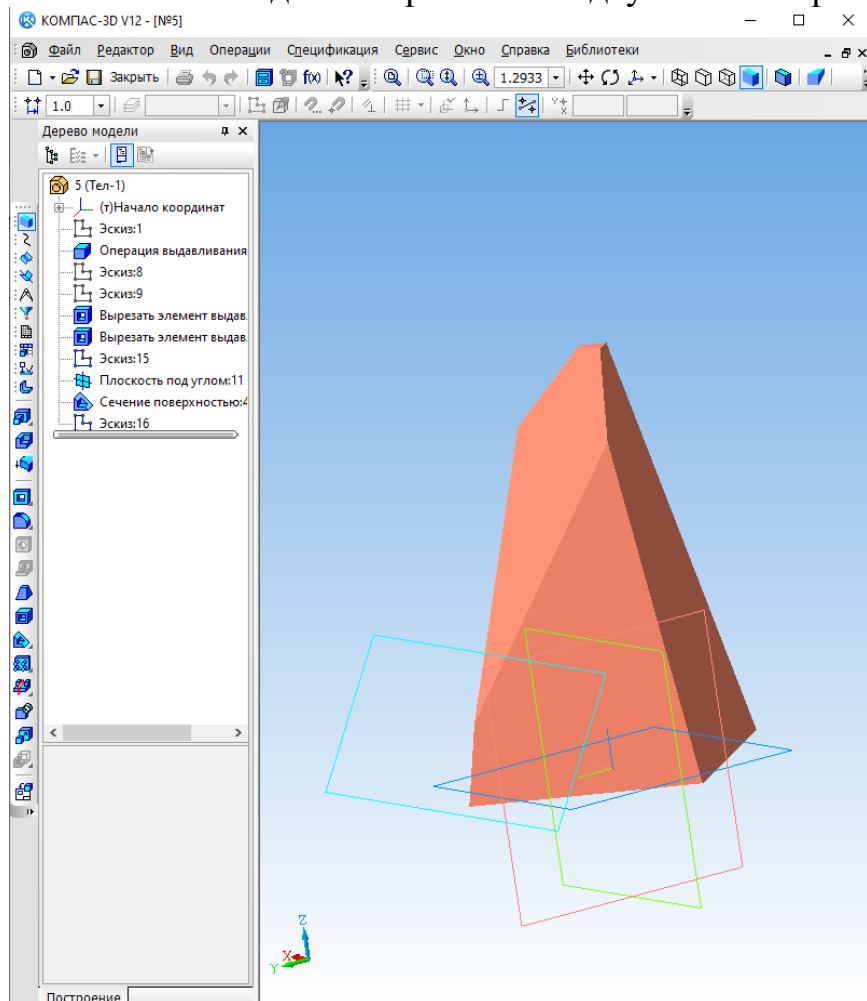 КОМПАС-3D V12 - [№5]
Файл Редактор Вид Операции Спецификация Сервис Окно Справка Библиотеки
Закрыть f(x) 1.2933
1.0
Дерево модели
5 (Тел-1)
(т)Начало координат
Эскиз:1
Операция выдавливания
Эскиз:8
Эскиз:9
Вырезать элемент выдав.
Вырезать элемент выдав.
Эскиз:15
Плоскость под углом:11
Сечение поверхностью:4
Эскиз:16
Z
X
Y
Построение